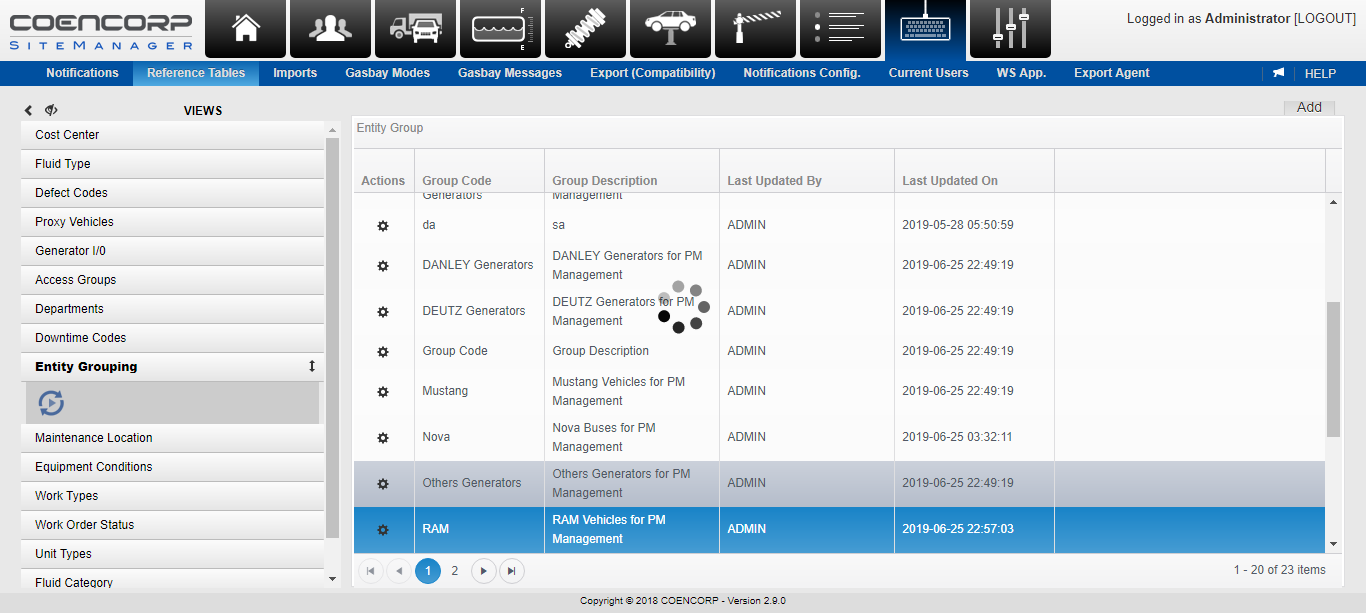 COENCORP
SITEMANAGER
F
E
Logged in as Administrator [LOGOUT]
Notifications
Reference Tables
Imports
Gasbay Modes
Gasbay Messages
Export (Compatibility)
Notifications Config.
Current Users
WS App.
Export Agent
HELP
VIEWS
Cost Center
Fluid Type
Defect Codes
Proxy Vehicles
Generator I/0
Access Groups
Departments
Downtime Codes
Entity Grouping
Maintenance Location
Equipment Conditions
Work Types
Work Order Status
Unit Types
Fluid Category
Add
Entity Group
Actions
Group Code
Group Description
Last Updated By
Last Updated On
Generators
Management
da
sa
ADMIN
2019-05-28 05:50:59
DANLEY Generators
DANLEY Generators for PM
Management
ADMIN
2019-06-25 22:49:19
DEUTZ Generators
DEUTZ Generators for PM
Management
ADMIN
2019-06-25 22:49:19
Group Code
Group Description
ADMIN
2019-06-25 22:49:19
Mustang
Mustang Vehicles for PM
Management
ADMIN
2019-06-25 22:49:19
Nova
Nova Buses for PM
Management
ADMIN
2019-06-25 03:32:11
Others Generators
Others Generators for PM
Management
ADMIN
2019-06-25 22:49:19
RAM
RAM Vehicles for PM
Management
ADMIN
2019-06-25 22:57:03
1
2
1 - 20 of 23 items
Copyright © 2018 COENCORP - Version 2.9.0